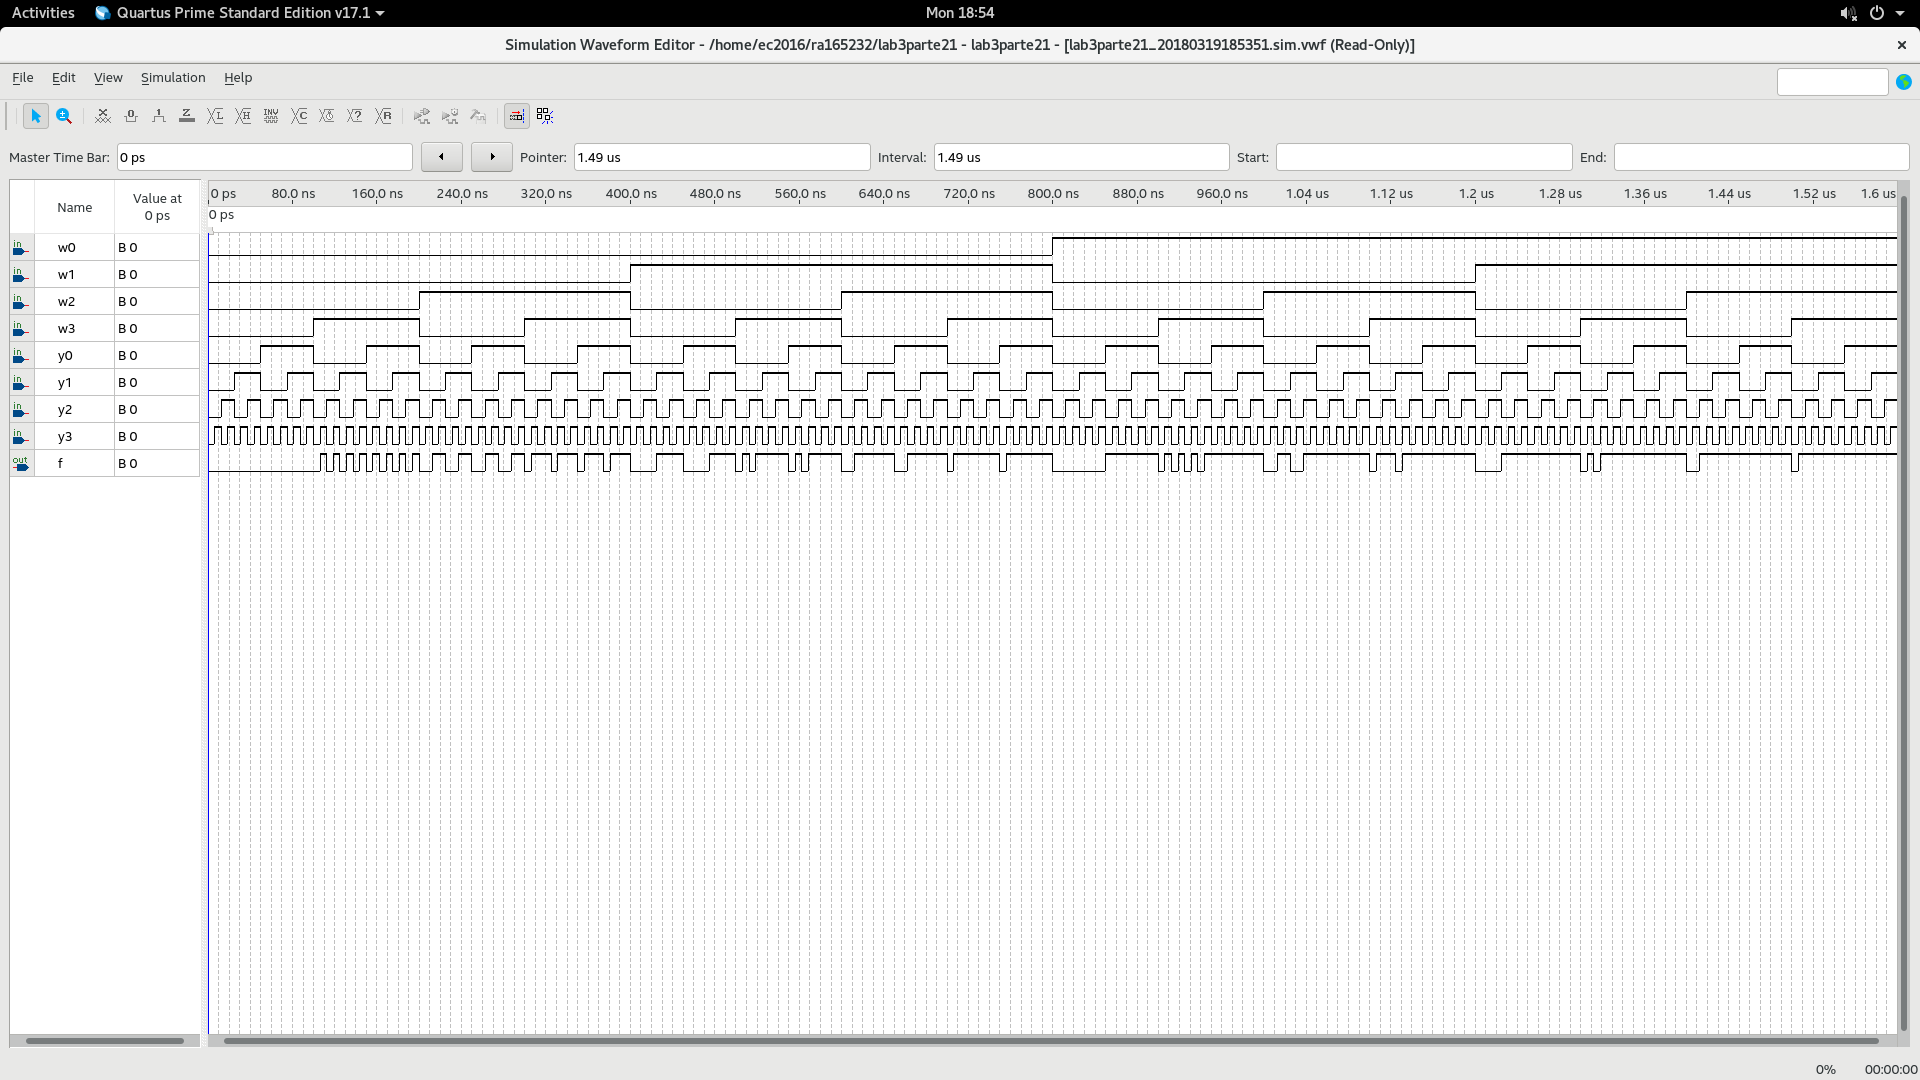 Activities Quartus Prime Standard Edition v17.1 Mon 18:54
Simulation Waveform Editor - /home/ec2016/ra165232/lab3parte21 - lab3parte21 - [lab3parte21_20180319185351.sim.vwf (Read-Only)]
File Edit View Simulation Help
Master Time Bar: 0 ps Pointer: 1.49 us Interval: 1.49 us Start: End:
Name Value at 0 ps
0 ps 80.0 ns 160.0 ns 240.0 ns 320.0 ns 400.0 ns 480.0 ns 560.0 ns 640.0 ns 720.0 ns 800.0 ns 880.0 ns 960.0 ns 1.04 us 1.12 us 1.2 us 1.28 us 1.36 us 1.44 us 1.52 us 1.6 us
0 ps
in w0 B 0
in w1 B 0
in w2 B 0
in w3 B 0
in y0 B 0
in y1 B 0
in y2 B 0
in y3 B 0
out f B 0
0% 00:00:00